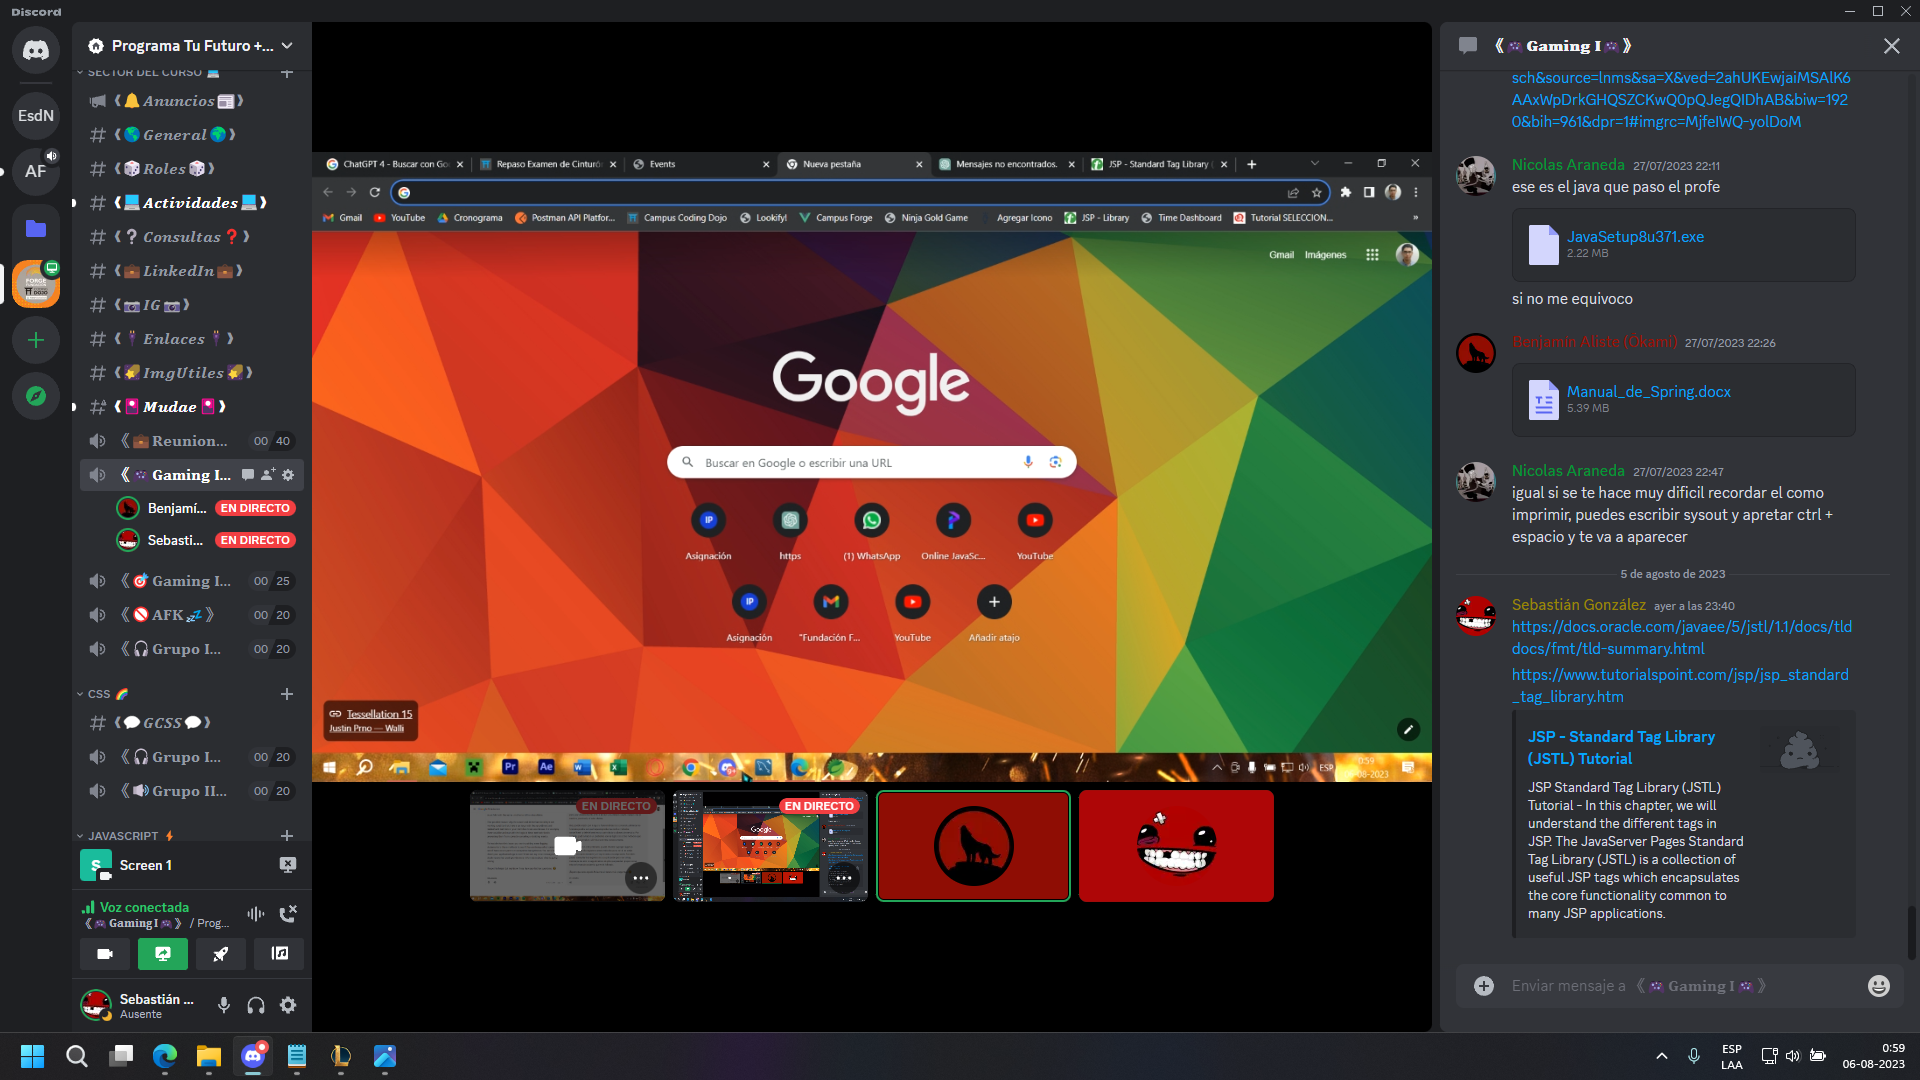 Discord
Programa Tu Futuro +...
SECTOR DEL CURSO
Anuncios
General
Roles
Actividades
Consultas
LinkedIn
IG
Enlaces
ImgUtiles
Mudae
Reunion... 00 40
Gaming I...
Benjamí... EN DIRECTO
Sebasti... EN DIRECTO
Gaming I... 00 25
AFK 00 20
Grupo I... 00 20
CSS
GCSS
Grupo I... 00 20
Grupo II... 00 20
JAVASCRIPT
Screen 1
Voz conectada
Gaming I / Prog...
Sebastián ...
Ausente
EsdN
AF
ChatGPT 4 - Buscar con Go
Repaso Examen de Cinturó
Events
Nueva pestaña
Mensajes no encontrados.
JSP - Standard Tag Library (
Gmail YouTube Cronograma Postman API Platfor... Campus Coding Dojo Lookify! Campus Forge Ninja Gold Game Agregar Icono JSP - Library Time Dashboard Tutorial SELECCION...
Gmail Imágenes
Google
Buscar en Google o escribir una URL
Asignación https (1) WhatsApp Online JavaSc... YouTube
Asignación "Fundación F... YouTube Añadir atajo
Tessellation 15
Justin Prno — Walli
ESP
0:59
EN DIRECTO
EN DIRECTO
Gaming I
sch&source=lnms&sa=X&ved=2ahUKEwjaiMSAlK6
AAxWpDrkGHQSZCKwQ0pQJegQIDhAB&biw=192
0&bih=961&dpr=1#imgrc=MjfeIWQ-yolDoM
Nicolas Araneda 27/07/2023 22:11
ese es el java que paso el profe
JavaSetup8u371.exe
2.22 MB
si no me equivoco
Benjamín Aliste (Okami) 27/07/2023 22:26
Manual_de_Spring.docx
5.39 MB
Nicolas Araneda 27/07/2023 22:47
igual si se te hace muy dificil recordar el como
imprimir, puedes escribir sysout y apretar ctrl +
espacio y te va a aparecer
5 de agosto de 2023
Sebastián González ayer a las 23:40
https://docs.oracle.com/javaee/5/jstl/1.1/docs/tld
docs/fmt/tld-summary.html
https://www.tutorialspoint.com/jsp/jsp_standard
_tag_library.htm
JSP - Standard Tag Library
(JSTL) Tutorial
JSP Standard Tag Library (JSTL)
Tutorial - In this chapter, we will
understand the different tags in
JSP. The JavaServer Pages Standard
Tag Library (JSTL) is a collection of
useful JSP tags which encapsulates
the core functionality common to
many JSP applications.
Enviar mensaje a Gaming I
ESP
LAA
0:59
06-08-2023